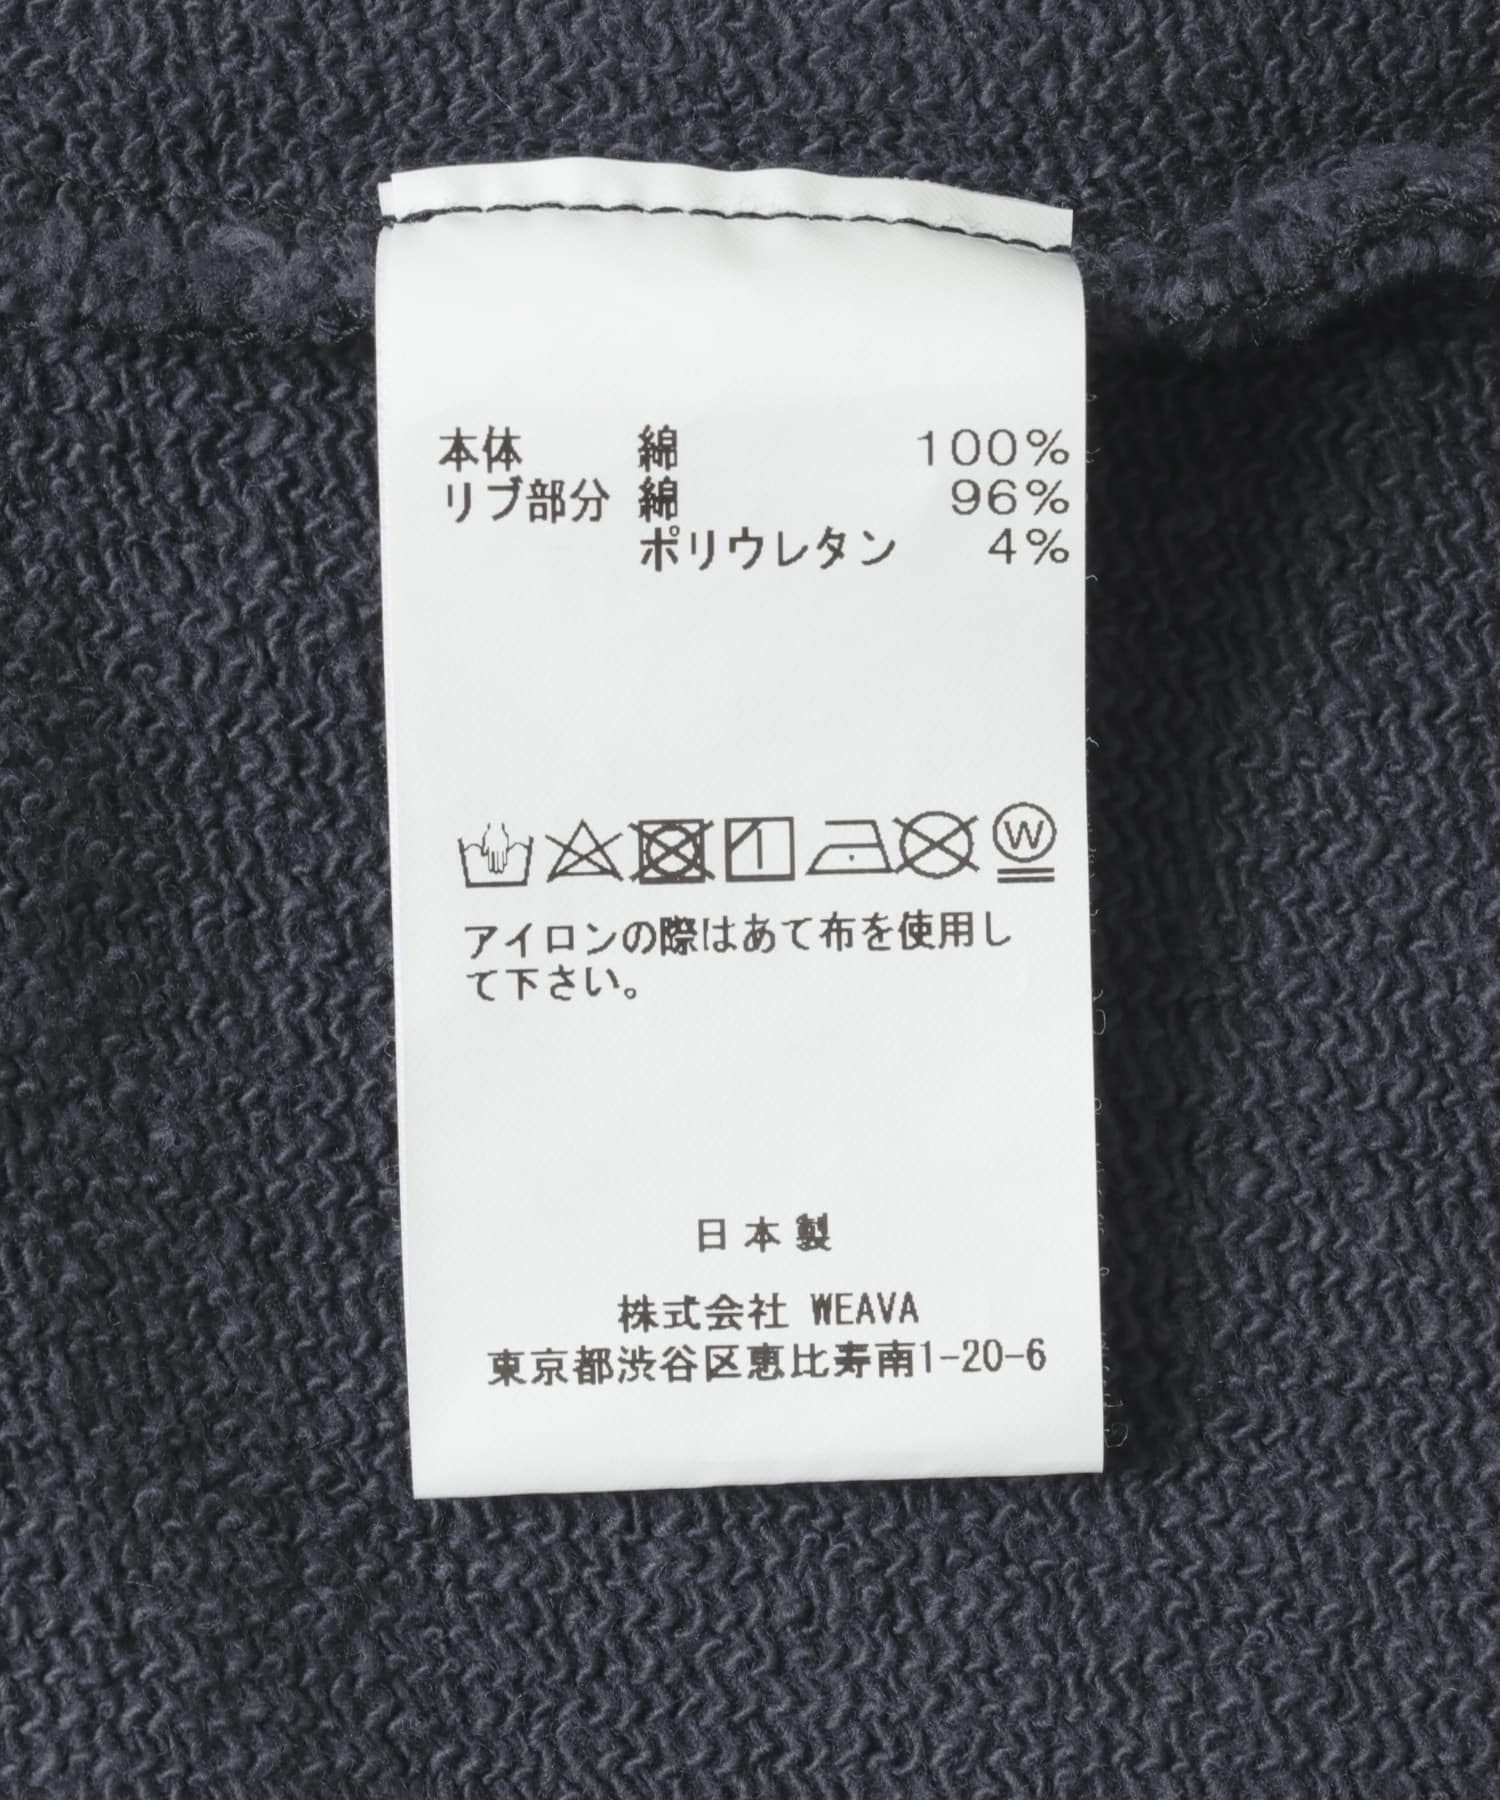 本体 綿 100%
リブ部分 綿 96%
ポリウレタン 4%
W
アイロンの際はあて布を使用し
て下さい。
日本製
株式会社 WEAVA
東京都渋谷区恵比寿南1-20-6